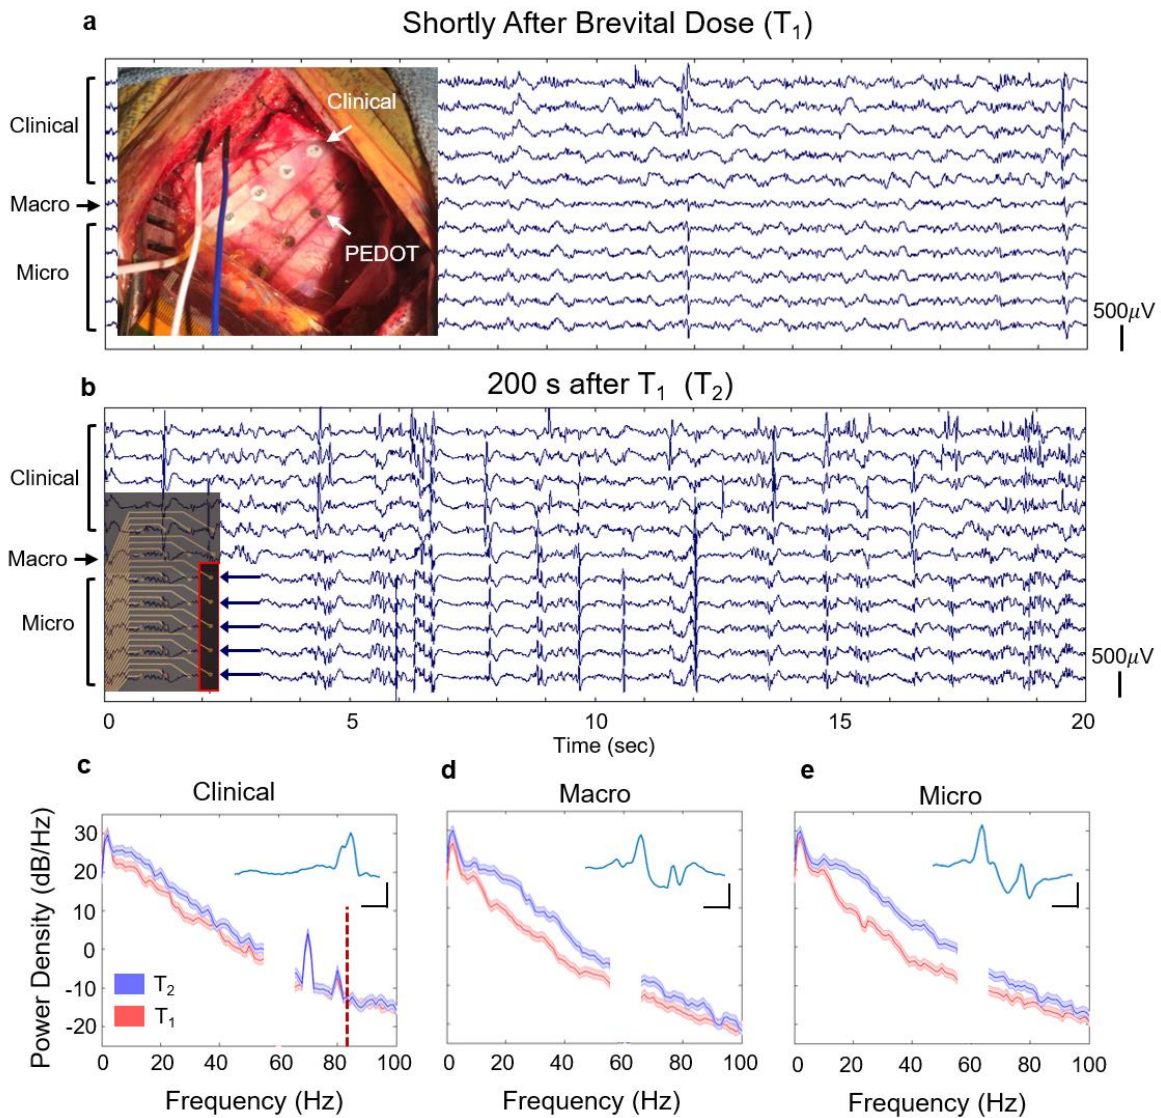 a
Shortly After Brevital Dose (T1)
Clinical
Macro
Micro
Clinical
PEDOT
500μV
b
200 s after T1 (T2)
Clinical
Macro
Micro
500μV
0 5 10 15 20
Time (sec)
c
Clinical
d
Macro
e
Micro
Power Density (dB/Hz)
30
20
10
0
-10
-20
T2
T1
0 20 40 60 80 100
Frequency (Hz)
0 20 40 60 80 100
Frequency (Hz)
0 20 40 60 80 100
Frequency (Hz)